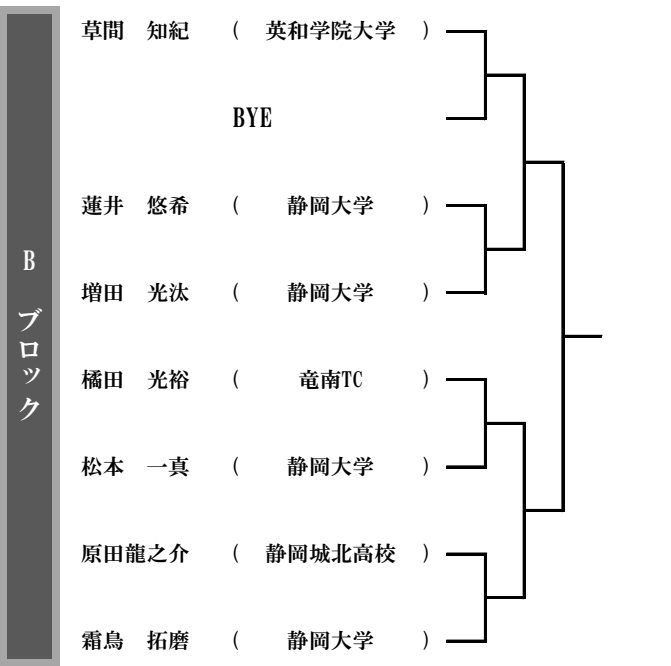 B ブロック
草間 知紀 ( 英和学院大学 )
BYE
蓮井 悠希 ( 静岡大学 )
増田 光汰 ( 静岡大学 )
橘田 光裕 ( 竜南TC )
松本 一真 ( 静岡大学 )
原田龍之介 ( 静岡城北高校 )
霜鳥 拓磨 ( 静岡大学 )